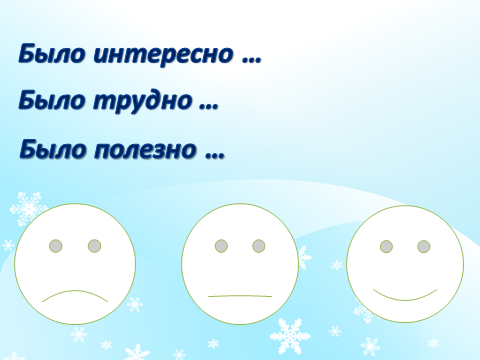 Было интересно …
Было трудно …
Было полезно …